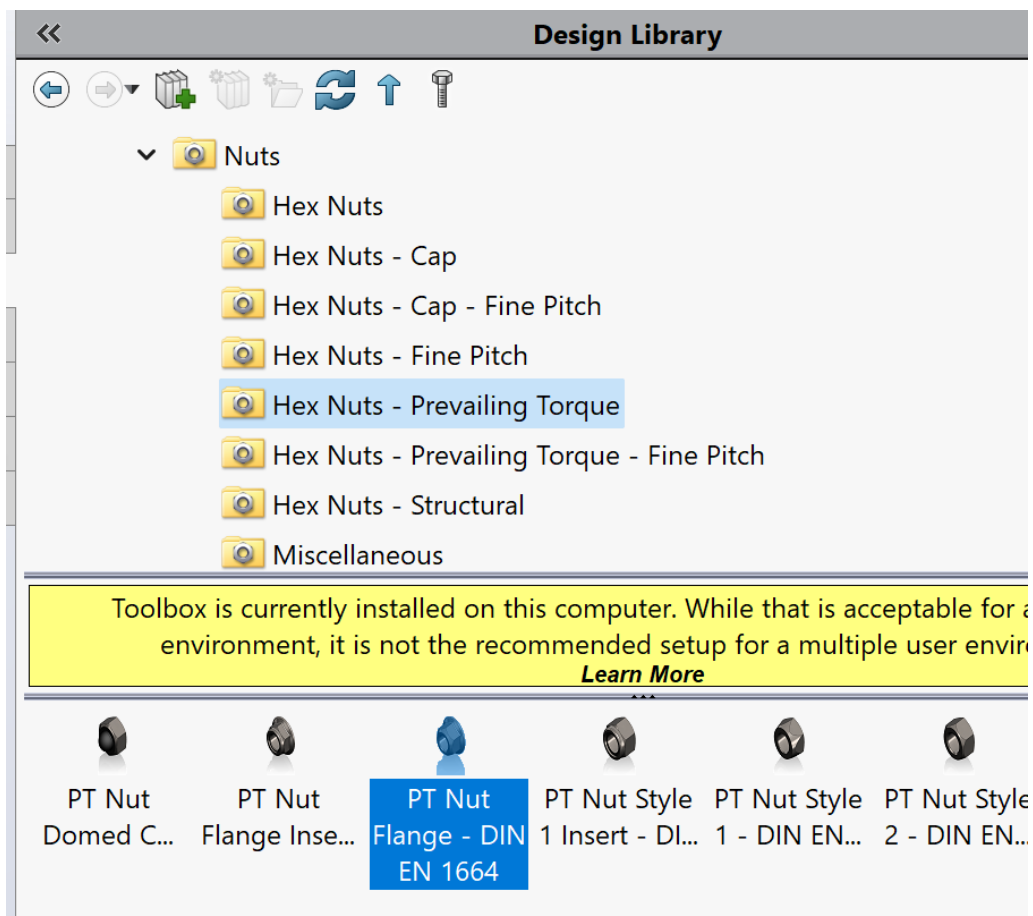 Design Library
Nuts
Hex Nuts
Hex Nuts - Cap
Hex Nuts - Cap - Fine Pitch
Hex Nuts - Fine Pitch
Hex Nuts - Prevailing Torque
Hex Nuts - Prevailing Torque - Fine Pitch
Hex Nuts - Structural
Miscellaneous
Toolbox is currently installed on this computer. While that is acceptable for
environment, it is not the recommended setup for a multiple user
Learn More
PT Nut
Domed C...
PT Nut
Flange Inse...
PT Nut
Flange - DIN
EN 1664
PT Nut Style
1 Insert - DI...
PT Nut Style
1 - DIN EN...
PT Nut Style
2 - DIN EN...